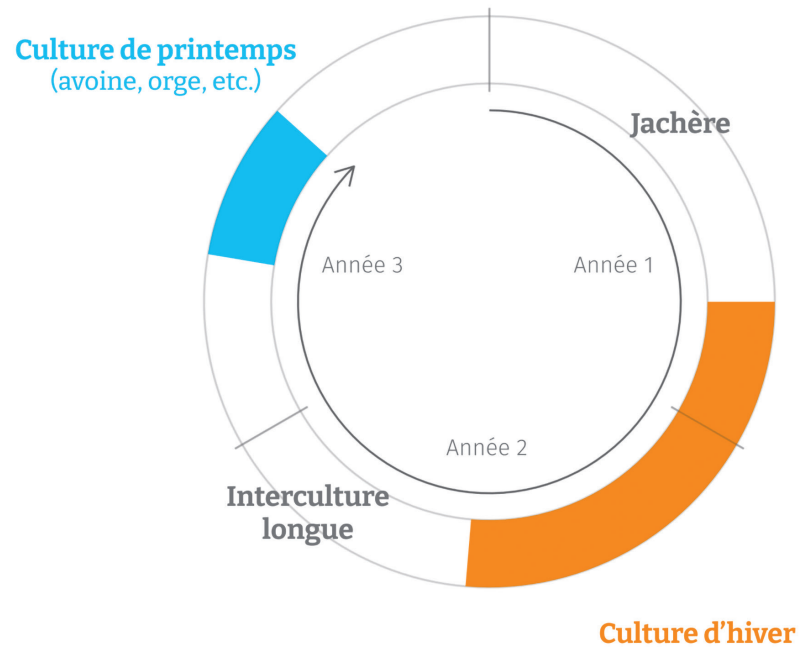 Culture de printemps
(avoine, orge, etc.)
Jachère
Année 3
Année 1
Année 2
Interculture
longue
Culture d’hiver